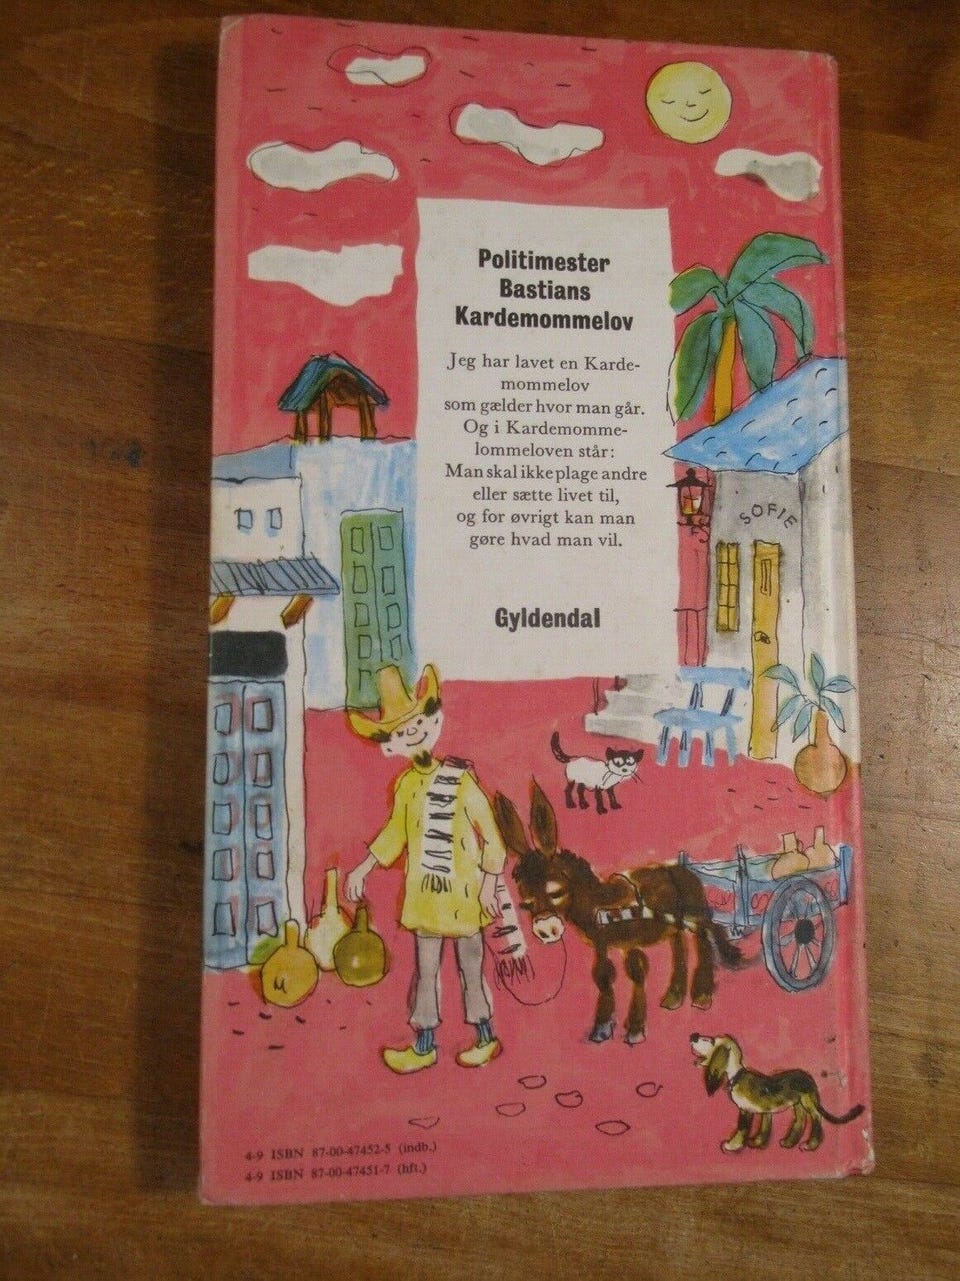 Politimester
Bastians
Kardemommelov
Jeg har lavet en Karde-
mommelov
som gælder hvor man går.
Og i Kardemomme-
lommeloven står:
Man skal ikke plage andre
eller sætte livet til,
og for øvrigt kan man
gøre hvad man vil.
Gyldendal
SOFIE
4-9 ISBN 87-00-47452-5 (indb.)
4-9 ISBN 87-00-47451-7 (hft.)